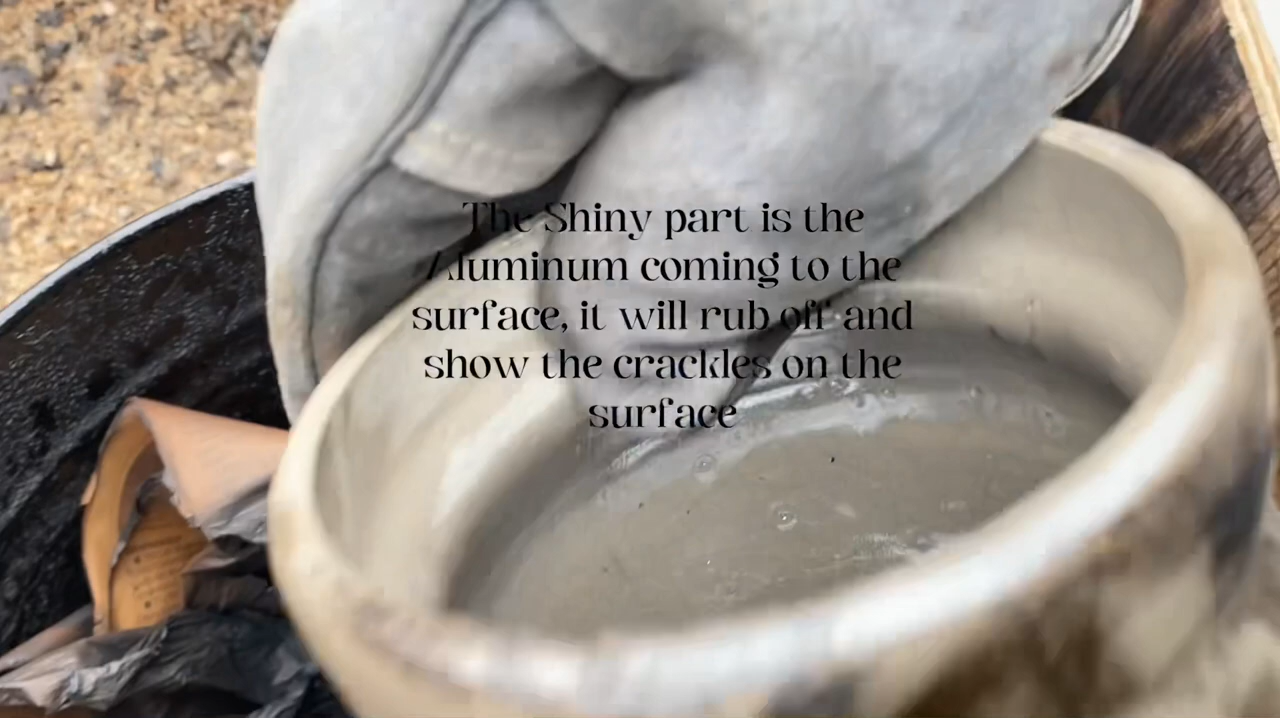 The Shiny part is the
Aluminum coming to the
surface, it will rub off and
show the crackles on the
surface